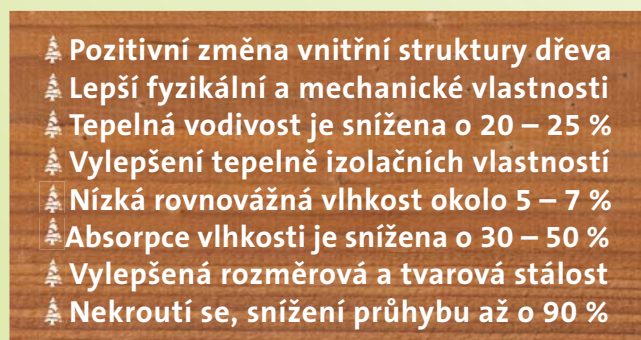 Pozitivní změna vnitřní struktury dřeva
Lepší fyzikální a mechanické vlastnosti
Tepelná vodivost je snížena o 20 – 25 %
Vylepšení tepelně izolačních vlastností
Nízká rovnovážná vlhkost okolo 5 – 7 %
Absorpce vlhkosti je snížena o 30 – 50 %
Vylepšená rozměrová a tvarová stálost
Nekroutí se, snížení průhybu až o 90 %